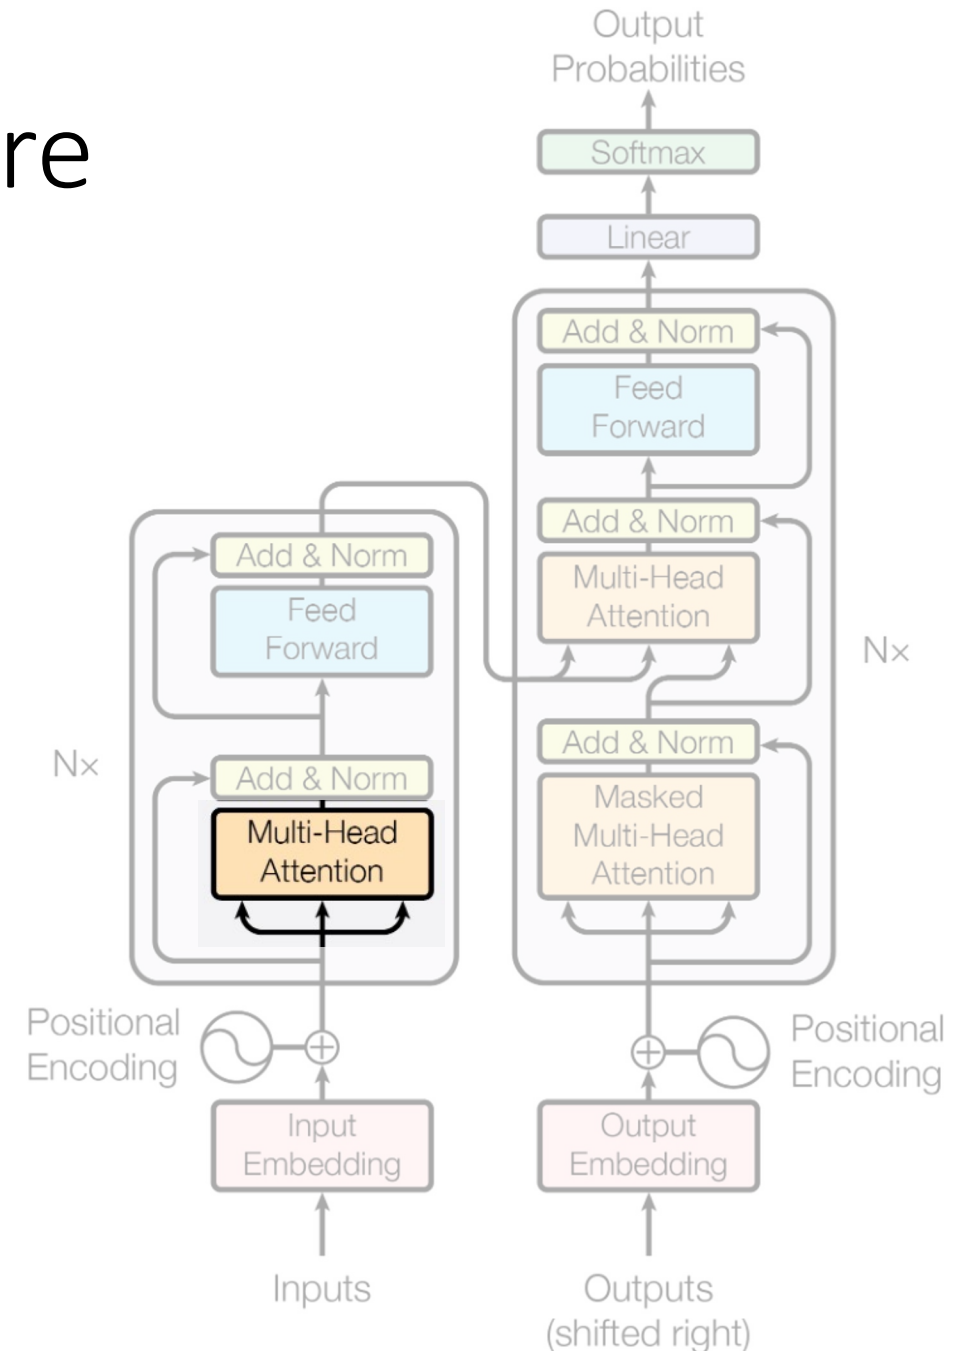 re
Output
Probabilities
Softmax
Linear
Add & Norm
Feed
Forward
Add & Norm
Multi-Head
Attention
N×
Add & Norm
Masked
Multi-Head
Attention
Add & Norm
Feed
Forward
N×
Add & Norm
Multi-Head
Attention
Positional
Encoding
Positional
Encoding
Input
Embedding
Output
Embedding
Inputs
Outputs
(shifted right)